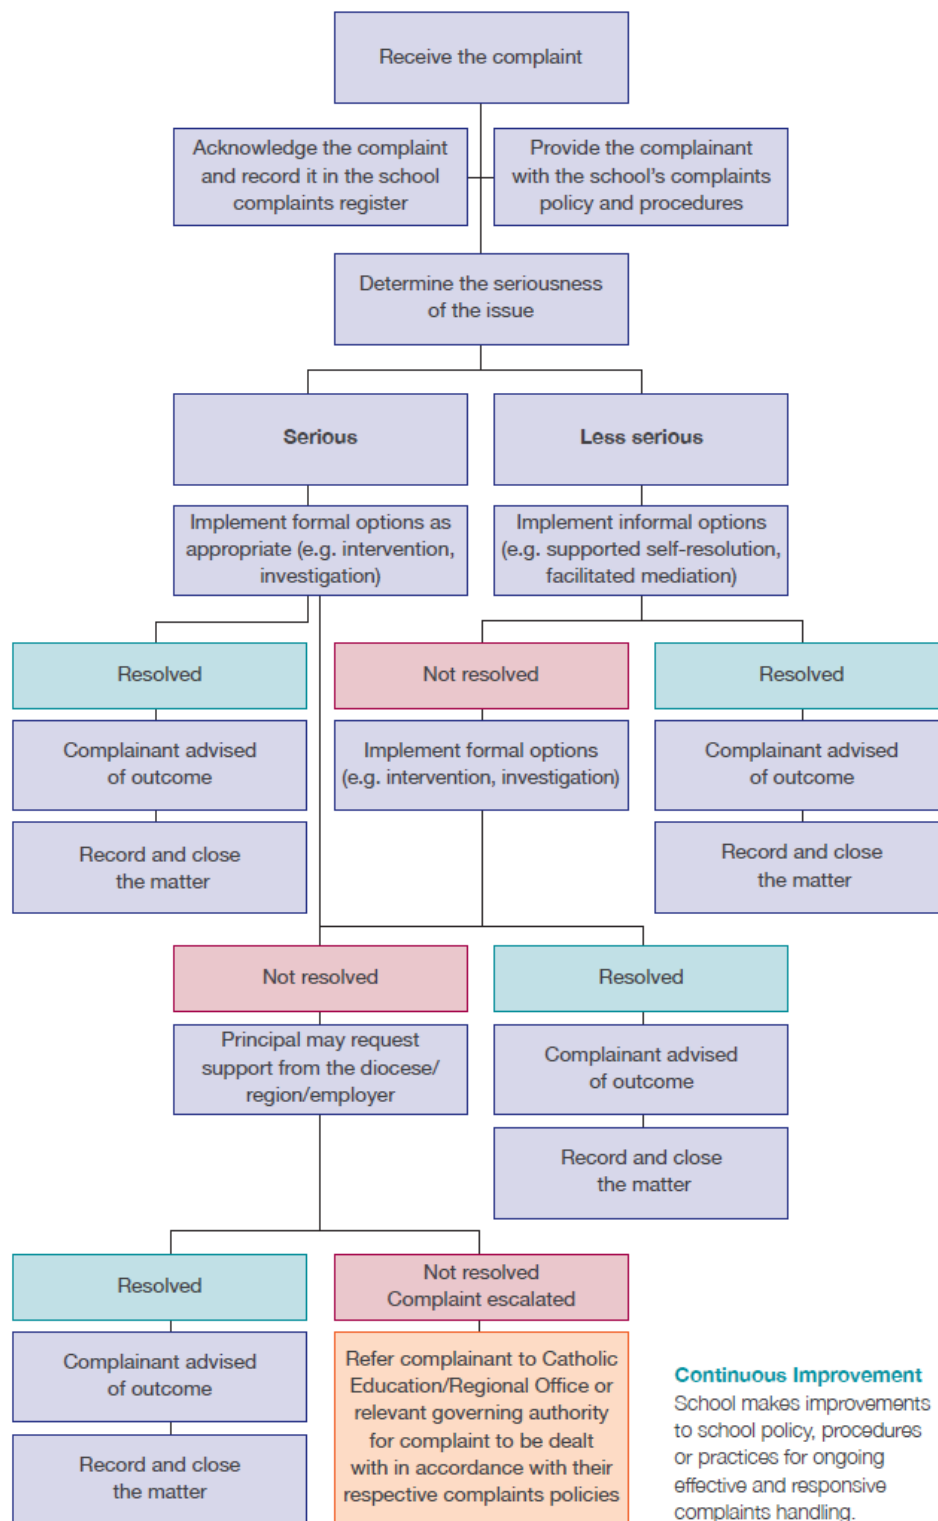 Receive the complaint
Acknowledge the complaint
and record it in the school
complaints register
Provide the complainant
with the school's complaints
policy and procedures
Determine the seriousness
of the issue
Serious
Less serious
Implement formal options as
appropriate (e.g. intervention,
investigation)
Implement informal options
(e.g. supported self-resolution,
facilitated mediation)
Resolved
Not resolved
Resolved
Complainant advised
of outcome
Implement formal options
(e.g. intervention, investigation)
Complainant advised
of outcome
Record and close
the matter
Record and close
the matter
Not resolved
Resolved
Principal may request
support from the diocese/
region/employer
Complainant advised
of outcome
Record and close
the matter
Resolved
Not resolved
Complaint escalated
Complainant advised
of outcome
Refer complainant to Catholic
Education/Regional Office or
relevant governing authority
for complaint to be dealt
with in accordance with their
respective complaints policies
Record and close
the matter
Continuous Improvement
School makes improvements
to school policy, procedures
or practices for ongoing
effective and responsive
complaints handling.